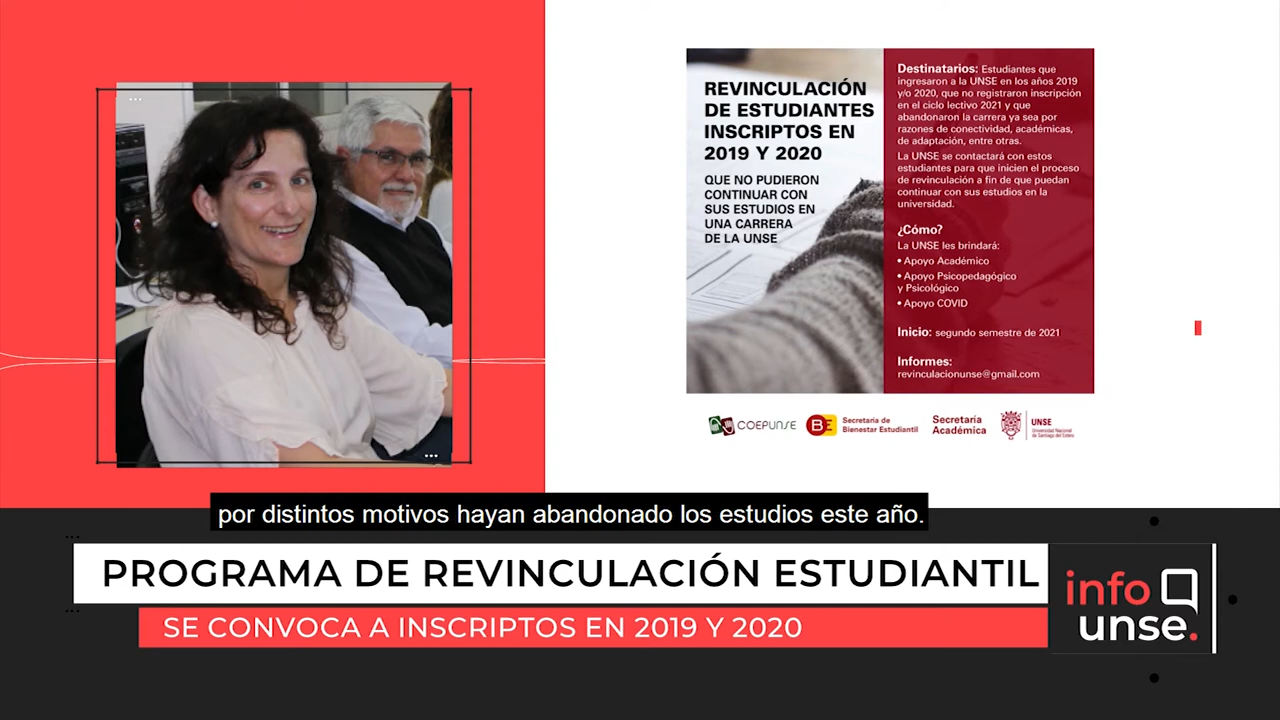 REVINCULACIÓN
DE ESTUDIANTES
INSCRIPTOS EN
2019 Y 2020
QUE NO PUDIERON
CONTINUAR CON
SUS ESTUDIOS EN
UNA CARRERA
DE LA UNSE
Destinatarios: Estudiantes que
ingresaron a la UNSE en los años 2019
y/o 2020, que no registraron inscripción
en el ciclo lectivo 2021 y que
abandonaron la carrera ya sea por
razones de conectividad, académicas,
de adaptación, entre otras.
La UNSE se contactará con estos
estudiantes para que inicien el proceso
de revinculación a fin de que puedan
continuar con sus estudios en la
universidad.
¿Cómo?
La UNSE les brindará:
• Apoyo Académico
• Apoyo Psicopedagógico
y Psicológico
• Apoyo COVID
Inicio: segundo semestre de 2021
Informes:
revinculacionunse@gmail.com
COEPUNSE
BE
Secretaría de
Bienestar Estudiantil
Secretaría
Académica
UNSE
Universidad Nacional
de Santiago del Estero
por distintos motivos hayan abandonado los estudios este año.
PROGRAMA DE REVINCULACIÓN ESTUDIANTIL
SE CONVOCA A INSCRIPTOS EN 2019 Y 2020
info
unse.